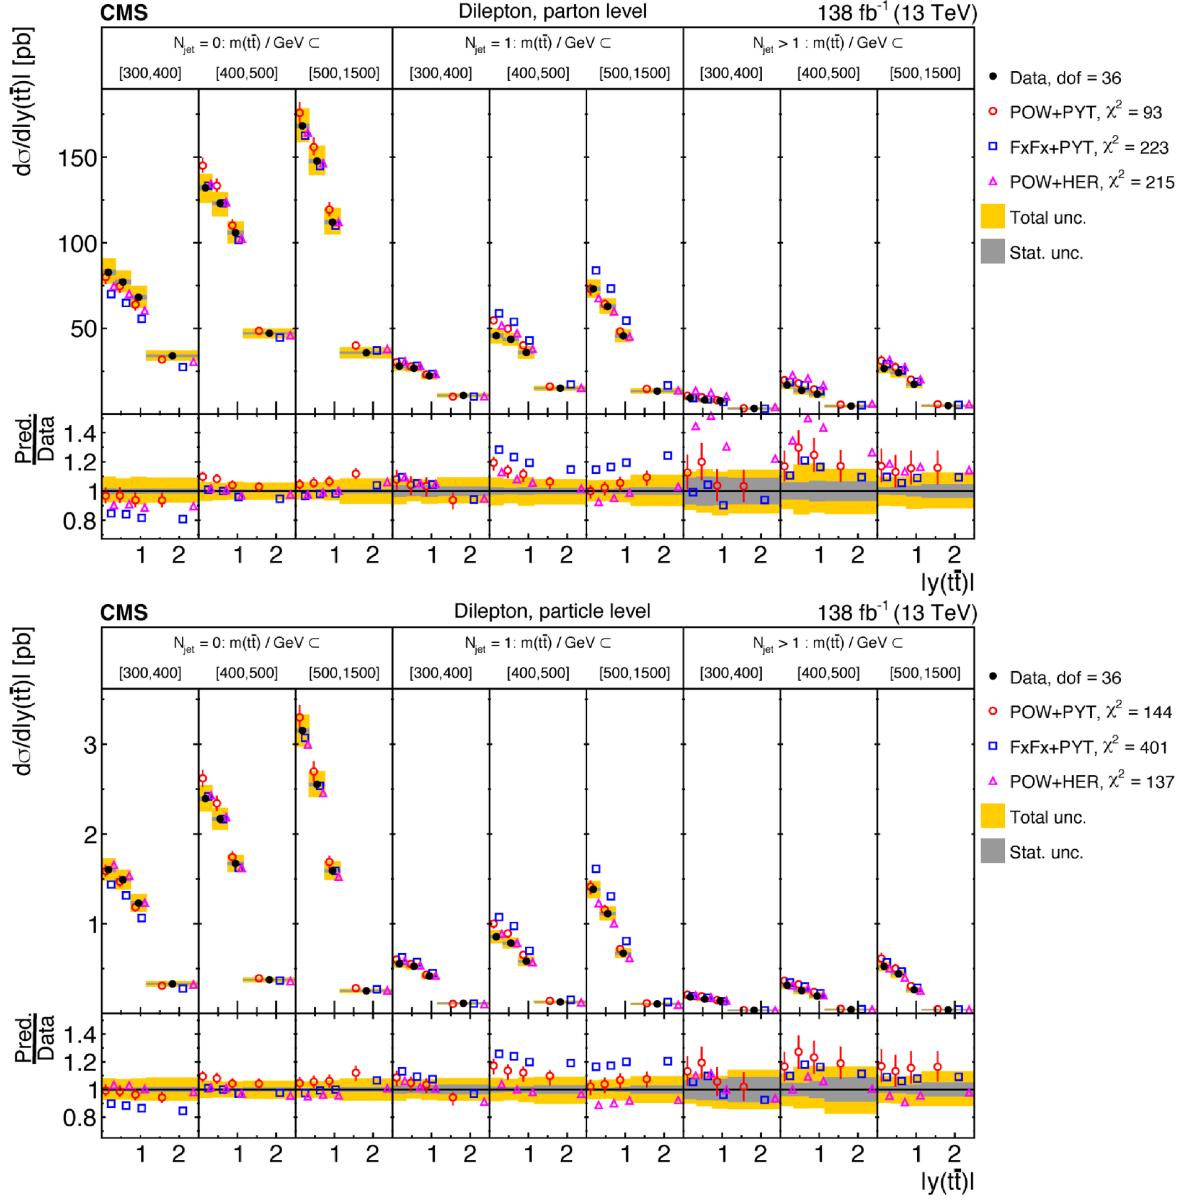 CMS Dilepton, parton level 138 fb⁻¹ (13 TeV)
dσ/dly(tt̄)l [pb]
N_jet = 0: m(tt̄) / GeV ⊂ N_jet = 1: m(tt̄) / GeV ⊂ N_jet > 1 : m(tt̄) / GeV ⊂
[300,400] [400,500] [500,1500] [300,400] [400,500] [500,1500] [300,400] [400,500] [500,1500]
150
100
50
Data, dof = 36
POW+PYT, χ² = 93
FxFx+PYT, χ² = 223
POW+HER, χ² = 215
Total unc.
Stat. unc.
Pred.
Data
1.4
1.2
1
0.8
1 2 1 2 1 2 1 2 1 2 1 2 1 2 1 2 1 2
ly(tt̄)l
CMS Dilepton, particle level 138 fb⁻¹ (13 TeV)
dσ/dly(tt̄)l [pb]
N_jet = 0: m(tt̄) / GeV ⊂ N_jet = 1: m(tt̄) / GeV ⊂ N_jet > 1 : m(tt̄) / GeV ⊂
[300,400] [400,500] [500,1500] [300,400] [400,500] [500,1500] [300,400] [400,500] [500,1500]
3
2
1
Data, dof = 36
POW+PYT, χ² = 144
FxFx+PYT, χ² = 401
POW+HER, χ² = 137
Total unc.
Stat. unc.
Pred.
Data
1.4
1.2
1
0.8
1 2 1 2 1 2 1 2 1 2 1 2 1 2 1 2 1 2
ly(tt̄)l